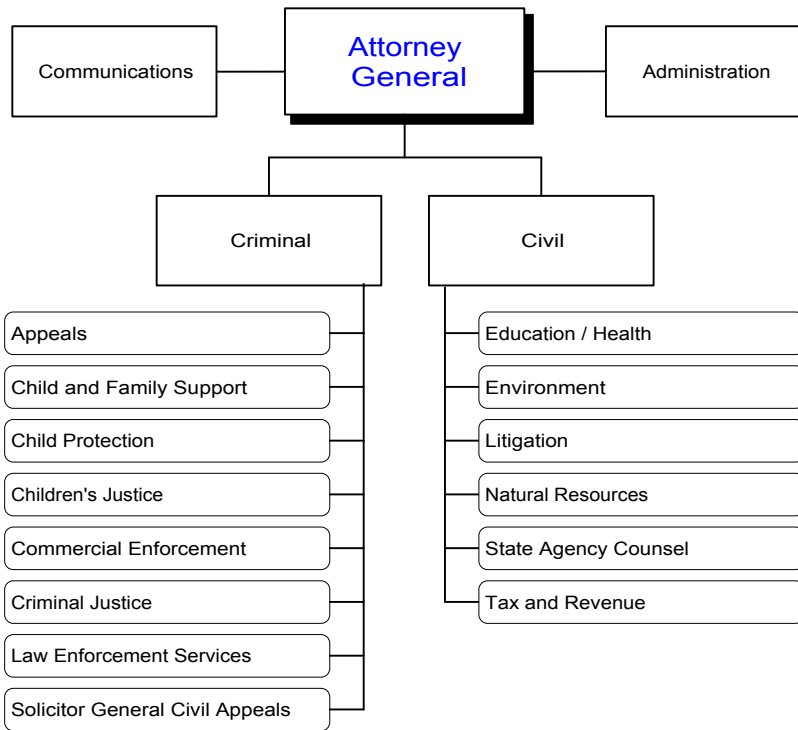 Communications
Attorney
General
Administration
Criminal
Civil
Appeals
Child and Family Support
Child Protection
Children's Justice
Commercial Enforcement
Criminal Justice
Law Enforcement Services
Solicitor General Civil Appeals
Education / Health
Environment
Litigation
Natural Resources
State Agency Counsel
Tax and Revenue